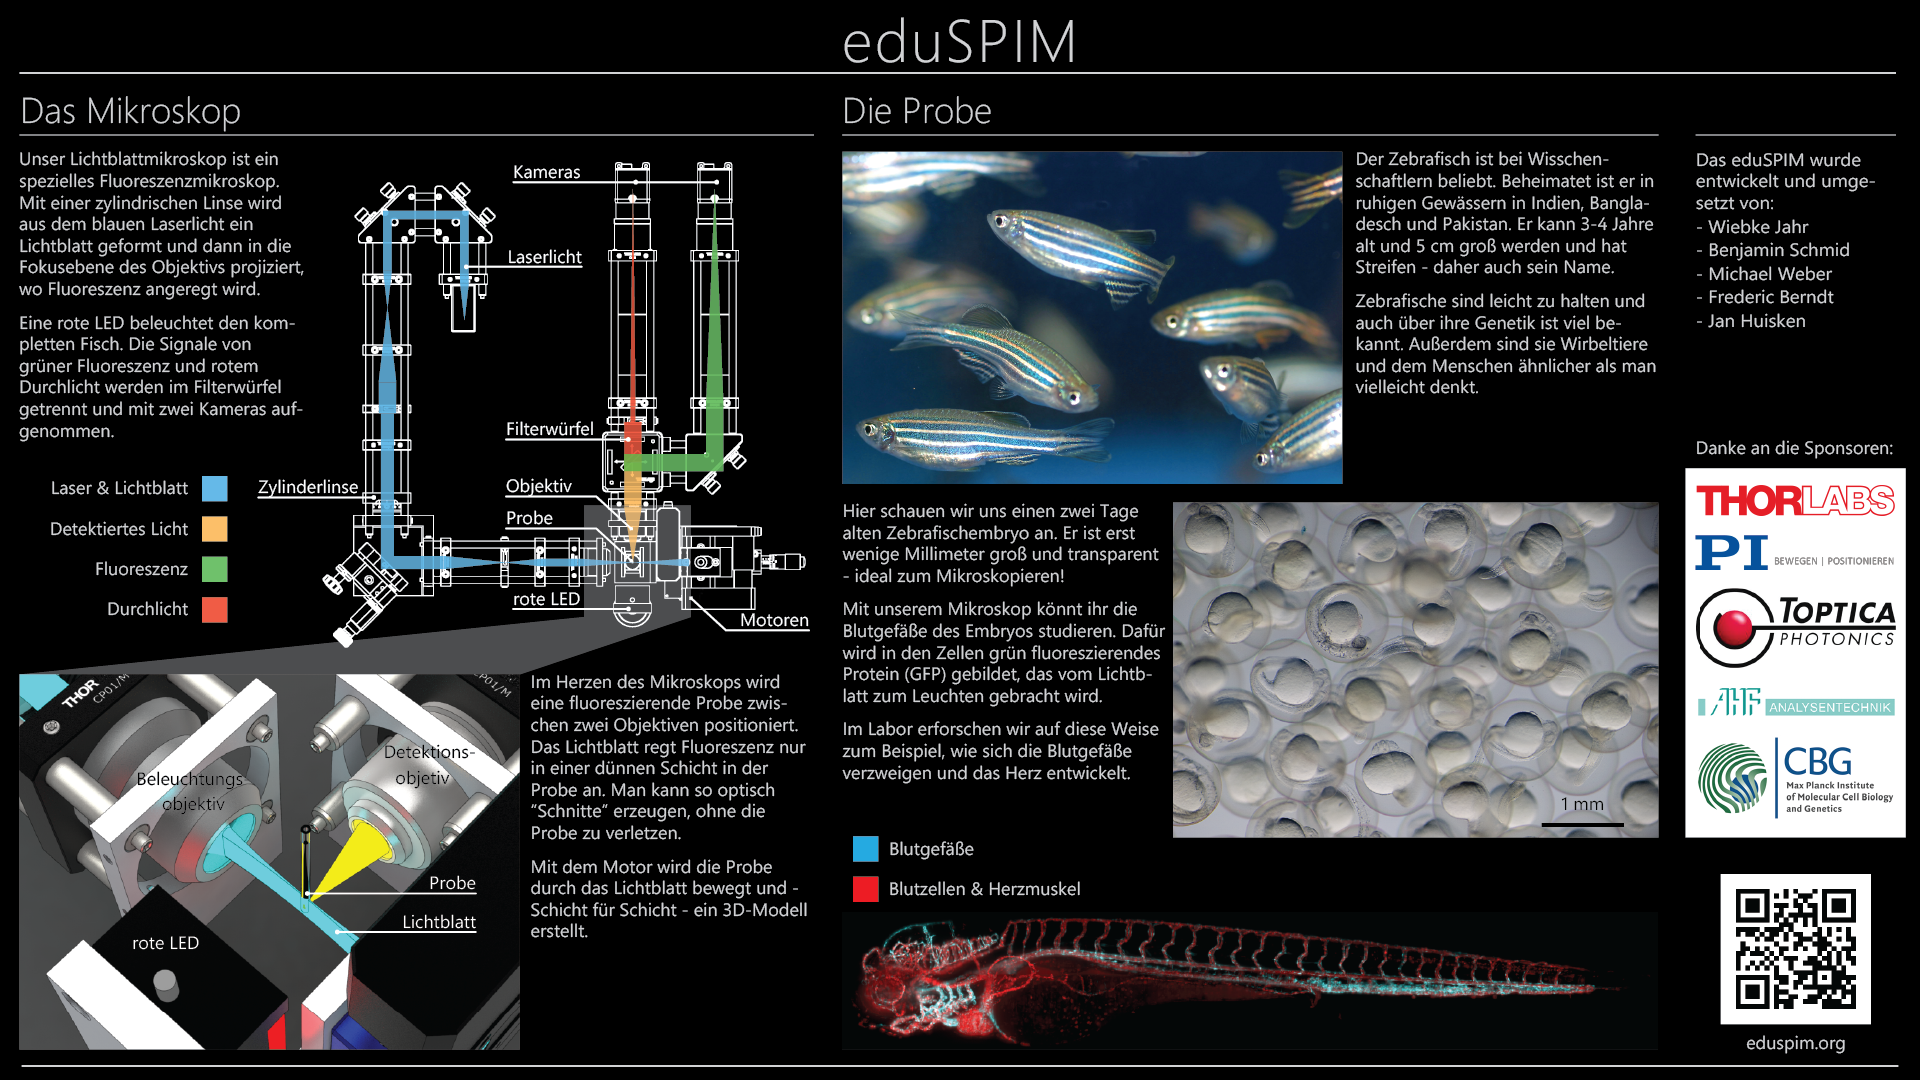 eduSPIM
Das Mikroskop
Unser Lichtblattmikroskop ist ein
spezielles Fluoreszenzmikroskop.
Mit einer zylindrischen Linse wird
aus dem blauen Laserlicht ein
Lichtblatt geformt und dann in die
Fokusebene des Objektivs projiziert,
wo Fluoreszenz angeregt wird.
Eine rote LED beleuchtet den kom-
pletten Fisch. Die Signale von
grüner Fluoreszenz und rotem
Durchlicht werden im Filterwürfel
getrennt und mit zwei Kameras auf-
genommen.
Laser & Lichtblatt
Detektiertes Licht
Fluoreszenz
Durchlicht
Kameras
Laserlicht
Filterwürfel
Zylinderlinse
Objektiv
Probe
rote LED
Motoren
THOR
CP01/M
CP01/M
Detektions-
objetiv
Beleuchtungs-
objektiv
Probe
Lichtblatt
rote LED
Im Herzen des Mikroskops wird
eine fluoreszierende Probe zwis-
chen zwei Objektiven positioniert.
Das Lichtblatt regt Fluoreszenz nur
in einer dünnen Schicht in der
Probe an. Man kann so optisch
"Schnitte" erzeugen, ohne die
Probe zu verletzen.
Mit dem Motor wird die Probe
durch das Lichtblatt bewegt und -
Schicht für Schicht - ein 3D-Modell
erstellt.
Die Probe
Der Zebrafisch ist bei Wisschen-
schaftlern beliebt. Beheimatet ist er in
ruhigen Gewässern in Indien, Bangla-
desch und Pakistan. Er kann 3-4 Jahre
alt und 5 cm groß werden und hat
Streifen - daher auch sein Name.
Zebrafische sind leicht zu halten und
auch über ihre Genetik ist viel be-
kannt. Außerdem sind sie Wirbeltiere
und dem Menschen ähnlicher als man
vielleicht denkt.
Hier schauen wir uns einen zwei Tage
alten Zebrafischembryo an. Er ist erst
wenige Millimeter groß und transparent
- ideal zum Mikroskopieren!
Mit unserem Mikroskop könnt ihr die
Blutgefäße des Embryos studieren. Dafür
wird in den Zellen grün fluoreszierendes
Protein (GFP) gebildet, das vom Lichtb-
latt zum Leuchten gebracht wird.
Im Labor erforschen wir auf diese Weise
zum Beispiel, wie sich die Blutgefäße
verzweigen und das Herz entwickelt.
1 mm
Blutgefäße
Blutzellen & Herzmuskel
Das eduSPIM wurde
entwickelt und umge-
setzt von:
- Wiebke Jahr
- Benjamin Schmid
- Michael Weber
- Frederic Berndt
- Jan Huisken
Danke an die Sponsoren:
THORLABS
PI BEWEGEN | POSITIONIEREN
TOPTICA
PHOTONICS
AHF ANALYSENTECHNIK
CBG
Max Planck Institute
of Molecular Cell Biology
and Genetics
eduspim.org